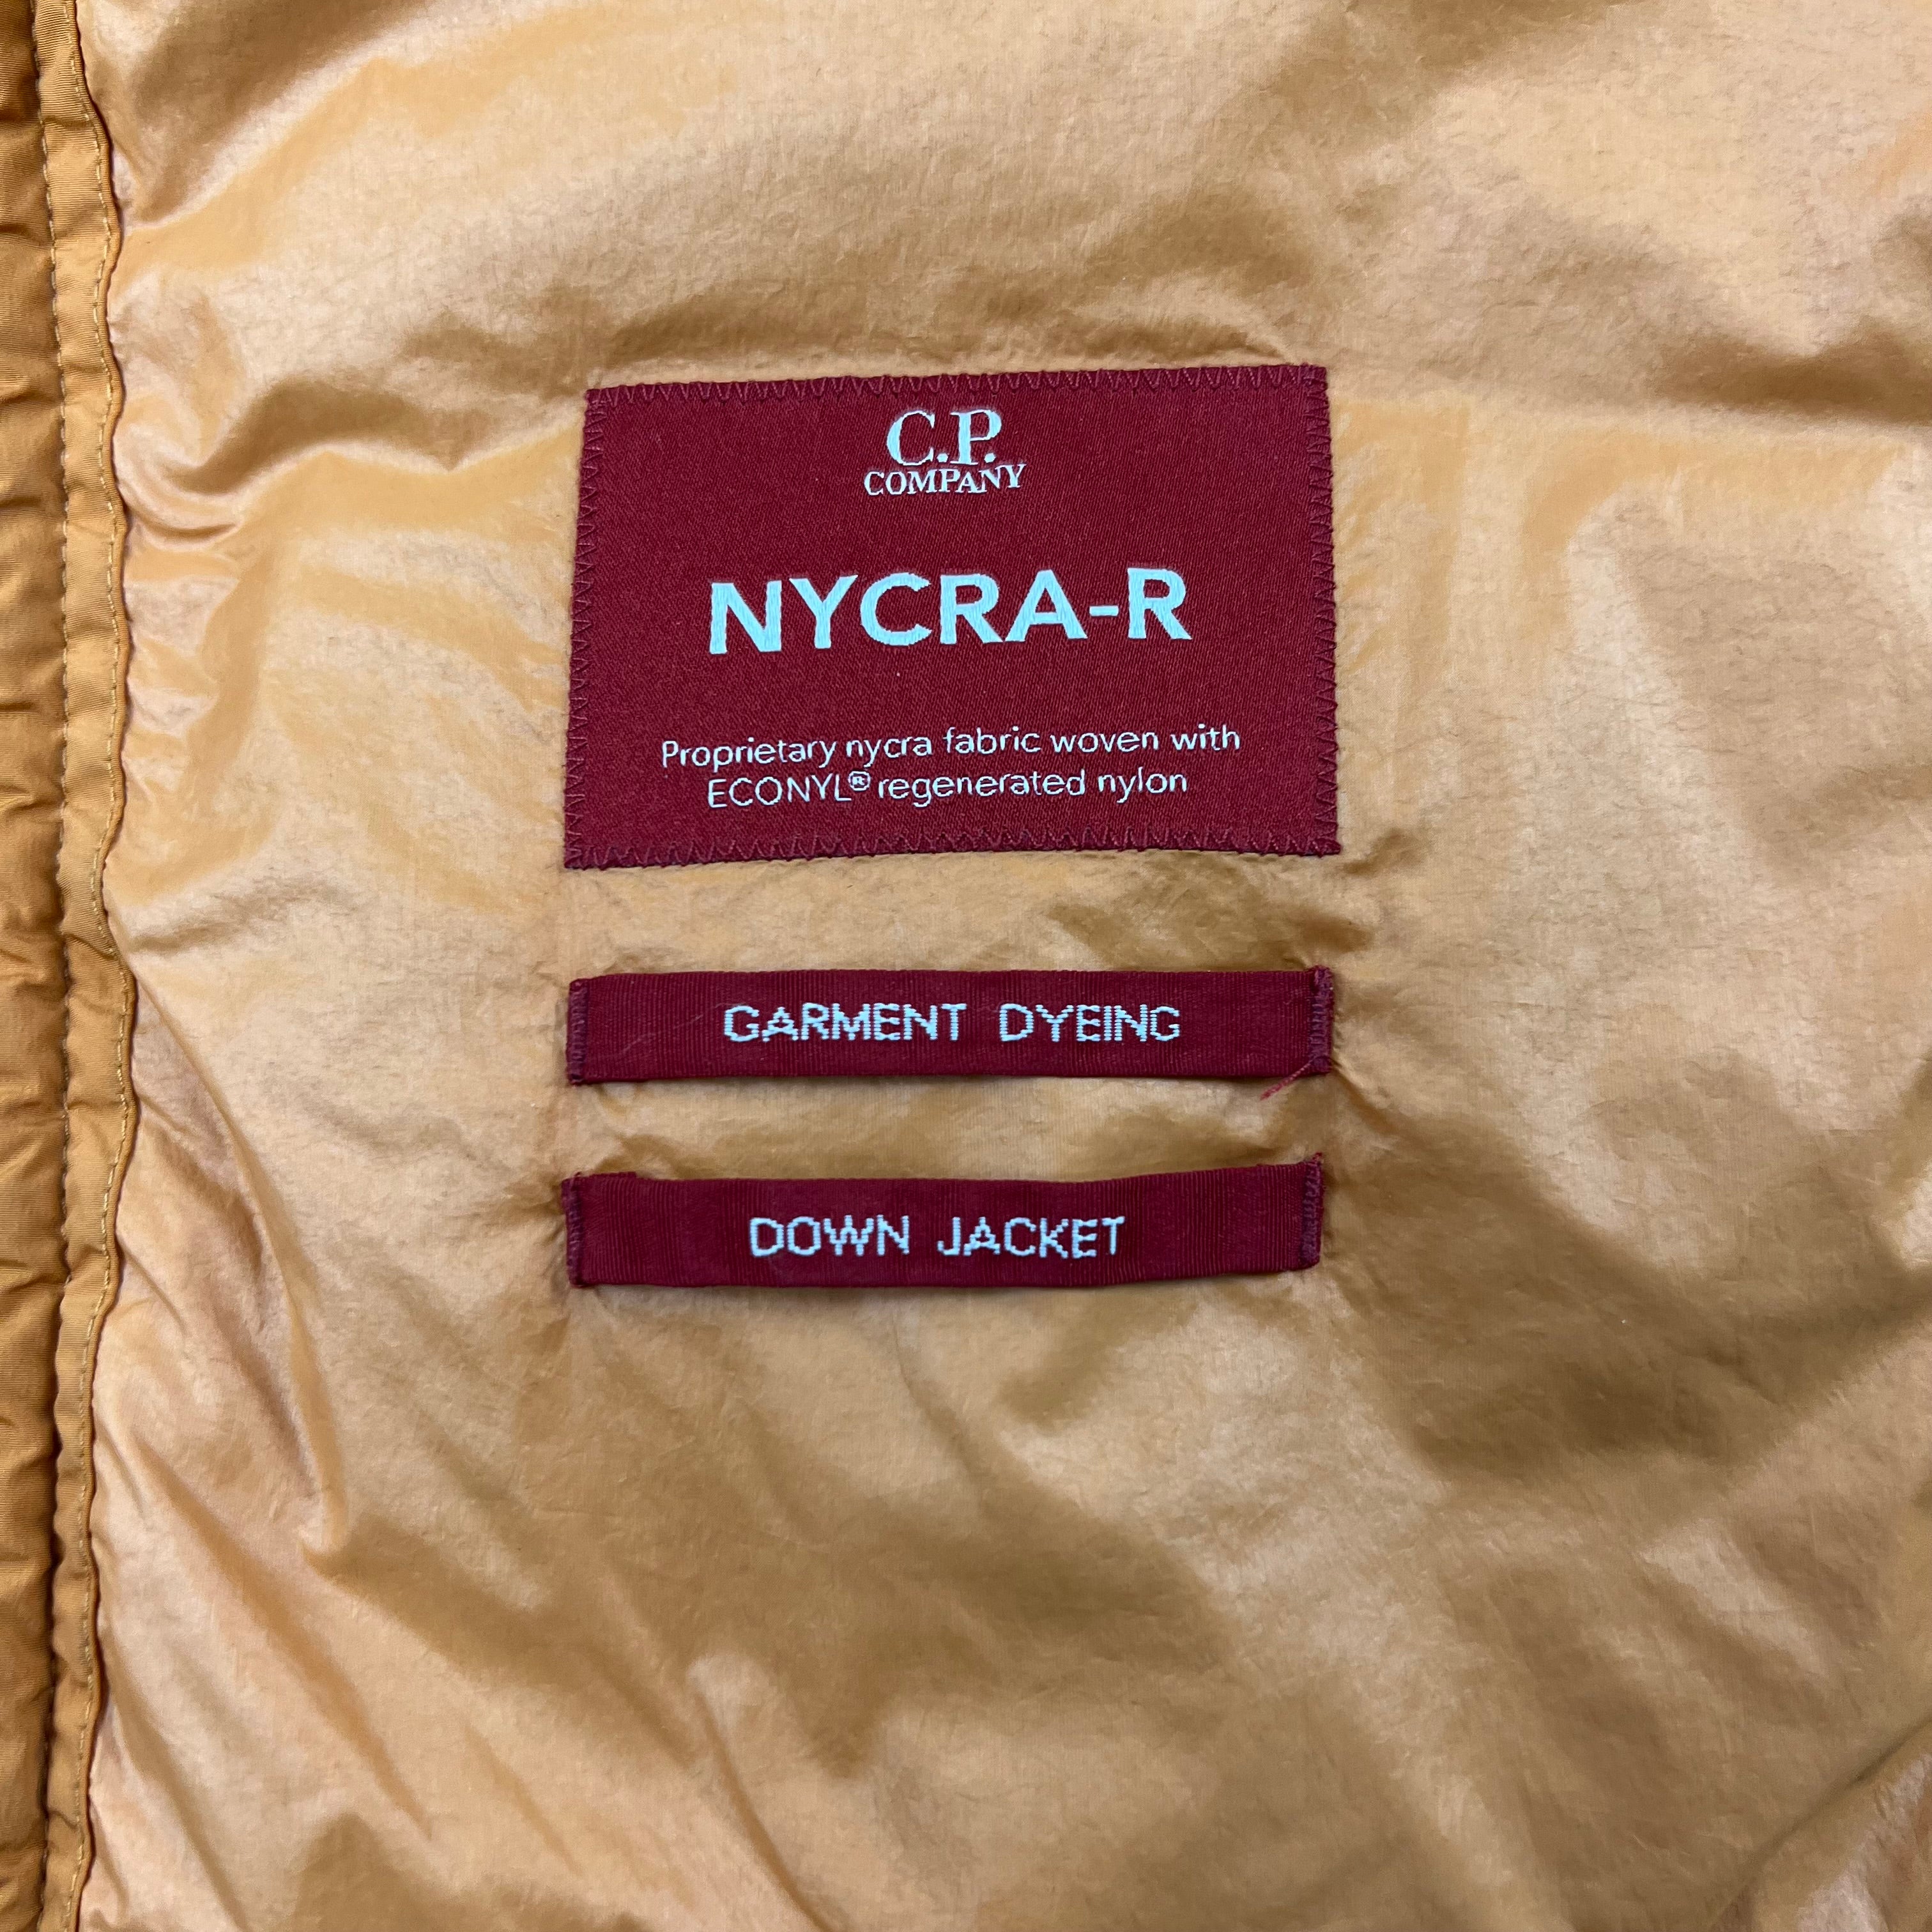 C.P.
COMPANY
NYCRA-R
Proprietary nycra fabric woven with
ECONYL® regenerated nylon
GARMENT DYEING
DOWN JACKET